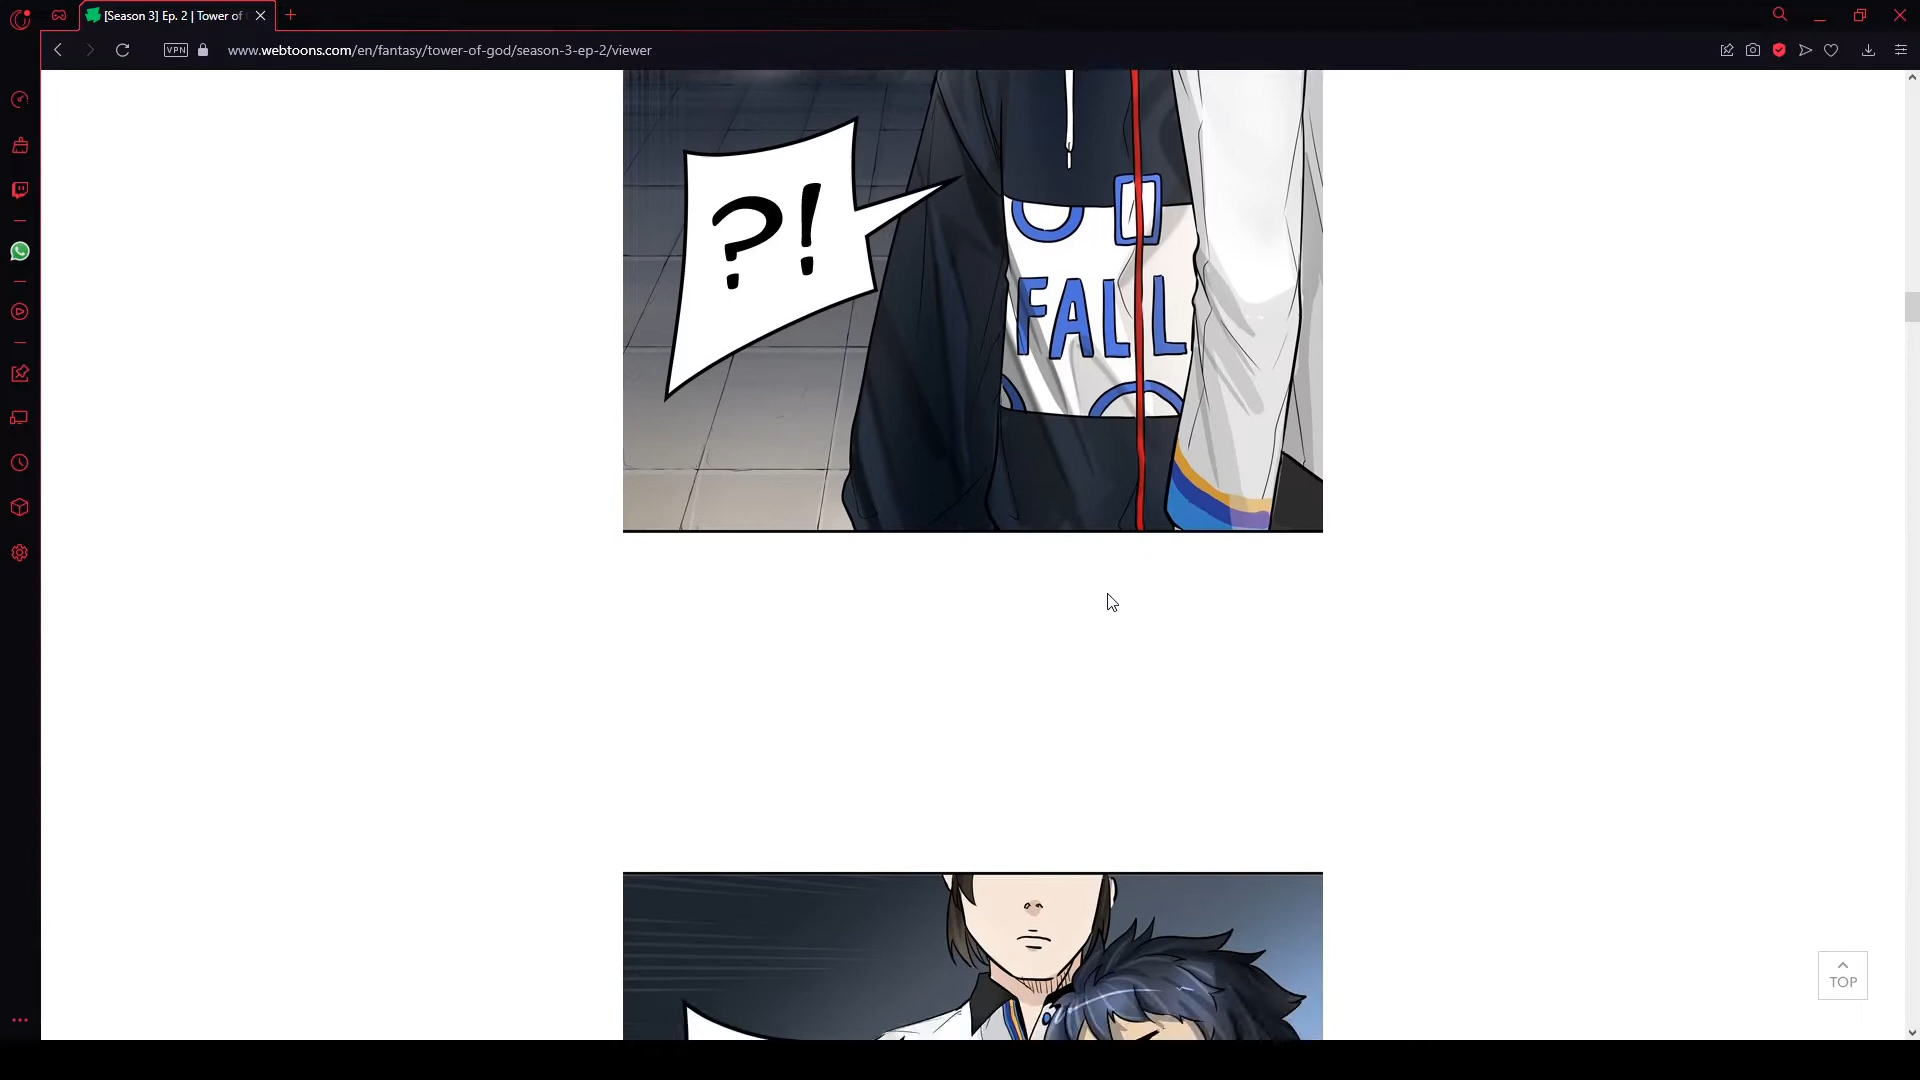 [Season 3] Ep. 2 | Tower of
VPN
www.webtoons.com/en/fantasy/tower-of-god/season-3-ep-2/viewer
?!
FALL
TOP